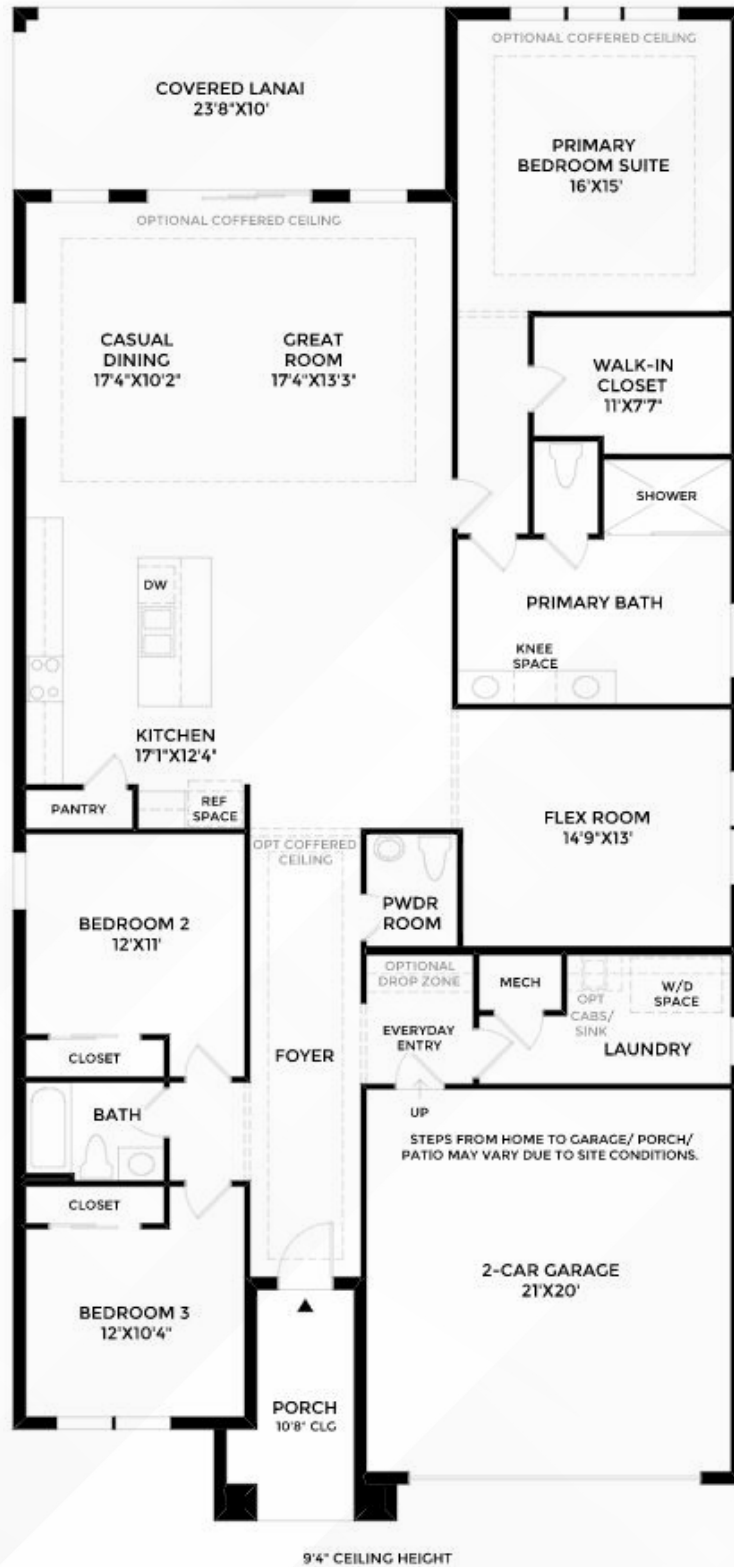 OPTIONAL COFFERED CEILING
COVERED LANAI
23'8"X10'
PRIMARY
BEDROOM SUITE
16'X15'
OPTIONAL COFFERED CEILING
CASUAL
DINING
17'4"X10'2"
GREAT
ROOM
17'4"X13'3"
WALK-IN
CLOSET
11'X7'7"
SHOWER
DW
PRIMARY BATH
KNEE
SPACE
KITCHEN
17'1"X12'4"
PANTRY
REF
SPACE
FLEX ROOM
14'9"X13'
OPT COFFERED
CEILING
PWDR
ROOM
BEDROOM 2
12'X11'
OPTIONAL
DROP ZONE
MECH
OPT
CABS/
SINK
W/D
SPACE
EVERYDAY
ENTRY
LAUNDRY
CLOSET
FOYER
BATH
UP
STEPS FROM HOME TO GARAGE/ PORCH/
PATIO MAY VARY DUE TO SITE CONDITIONS.
CLOSET
2-CAR GARAGE
21'X20'
BEDROOM 3
12'X10'4"
PORCH
10'8" CLG
9'4" CEILING HEIGHT